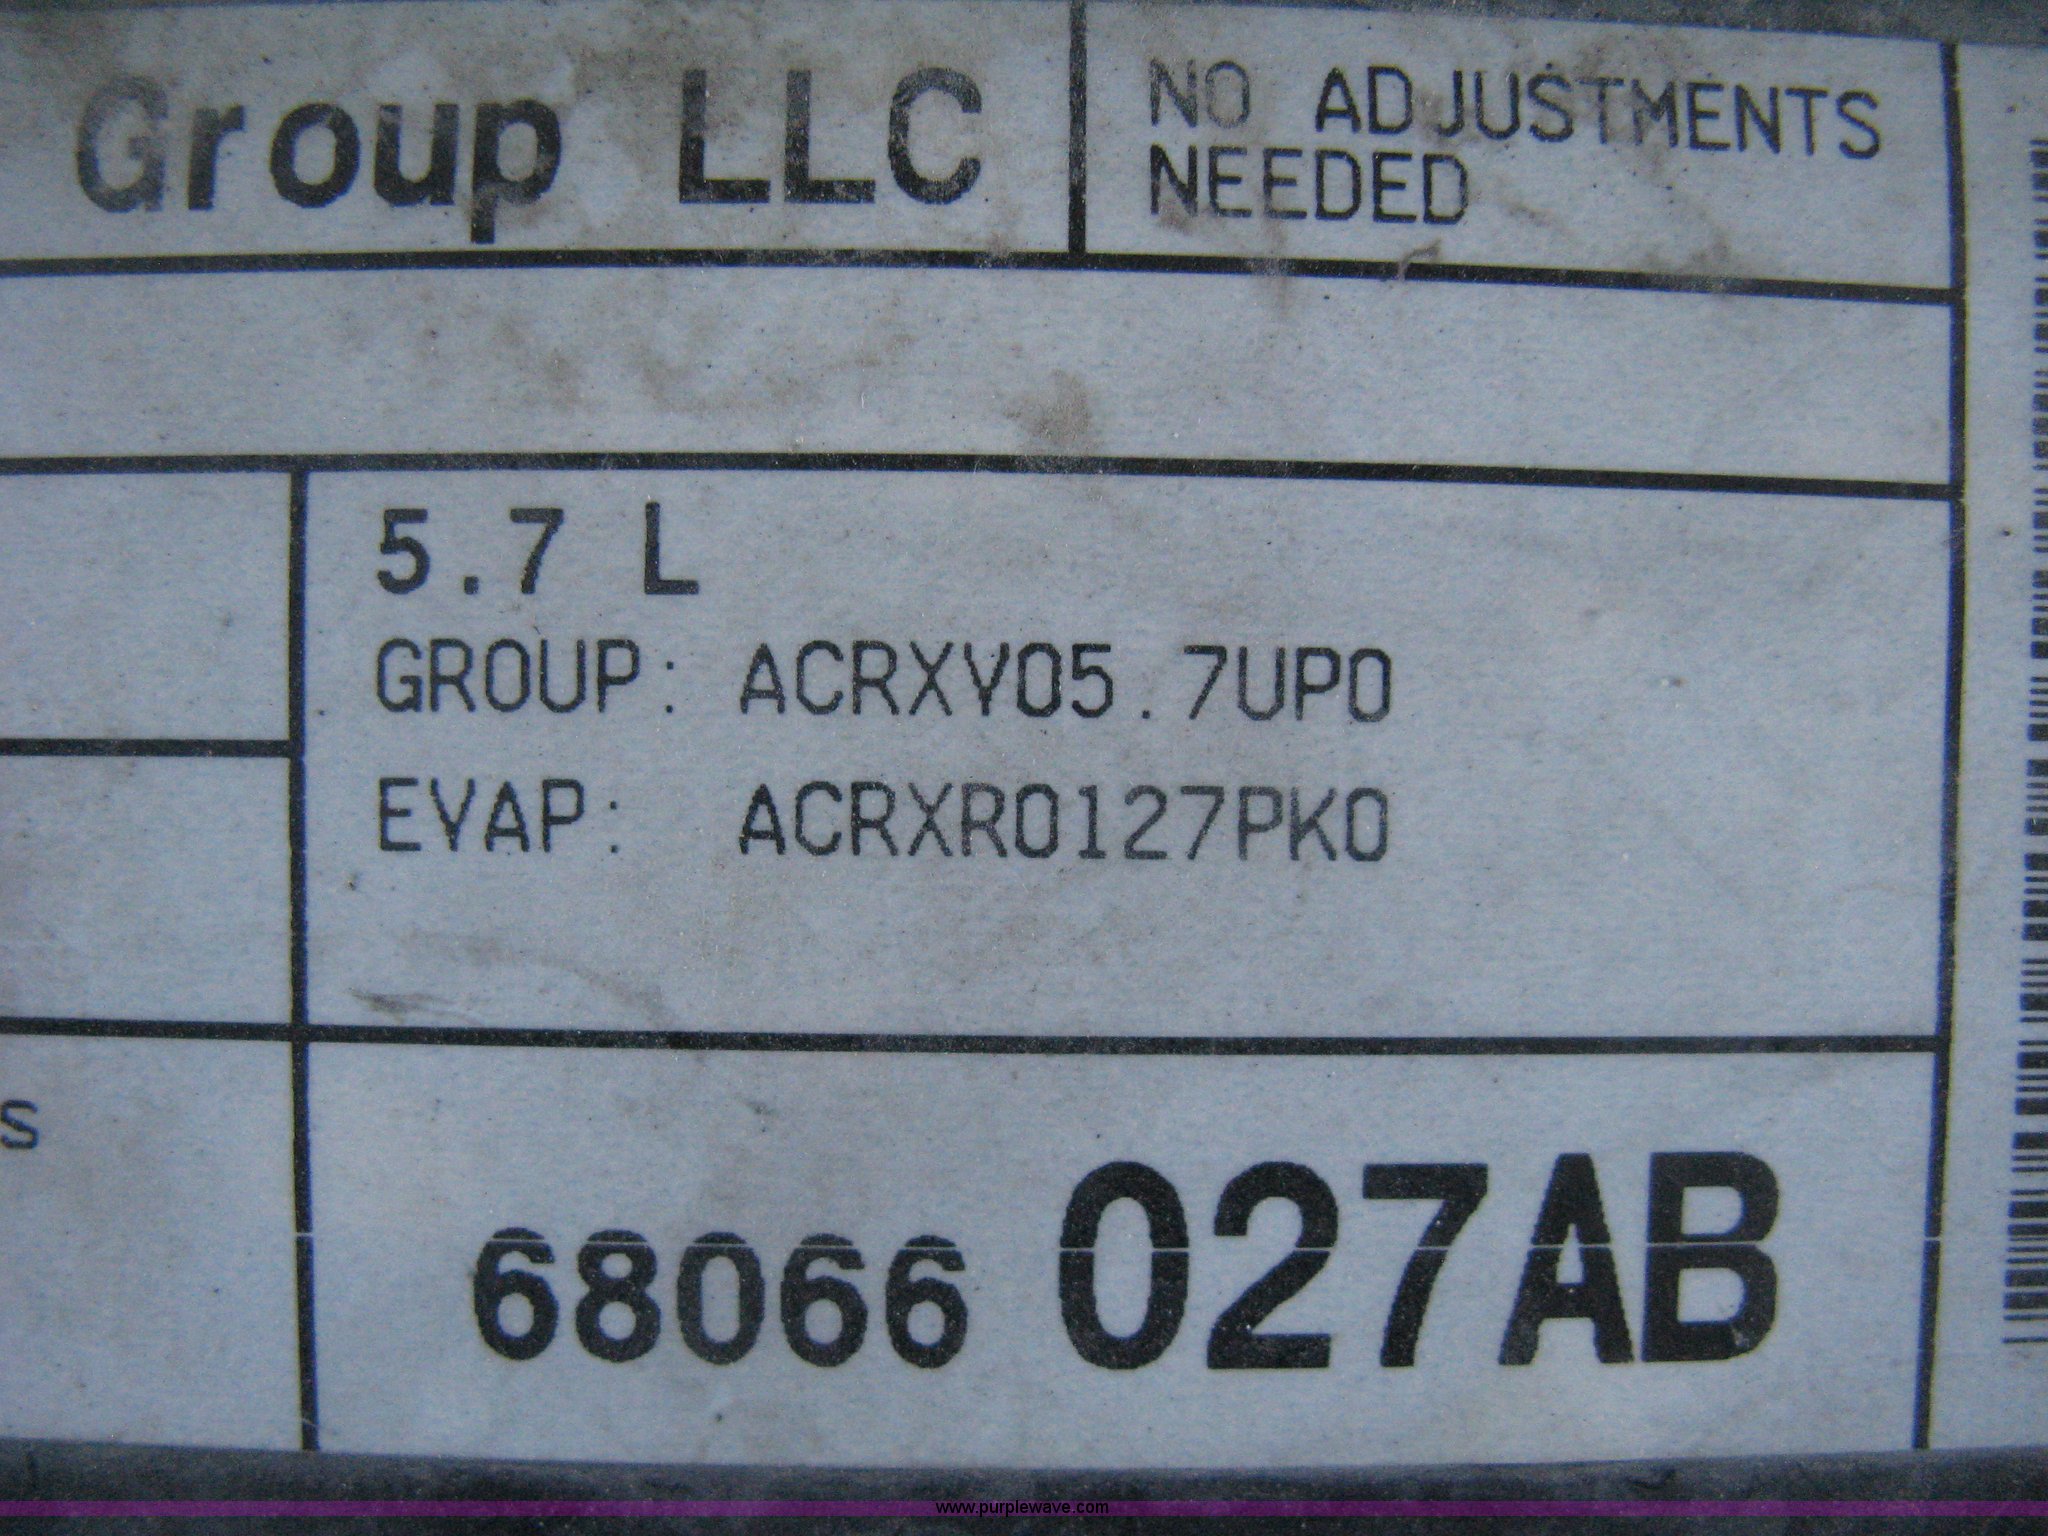 Group LLC
NO ADJUSTMENTS
NEEDED
5.7 L
GROUP: ACRXV05.7UP0
EVAP: ACRXR0127PK0
S
68066 027AB
www.purplewave.com